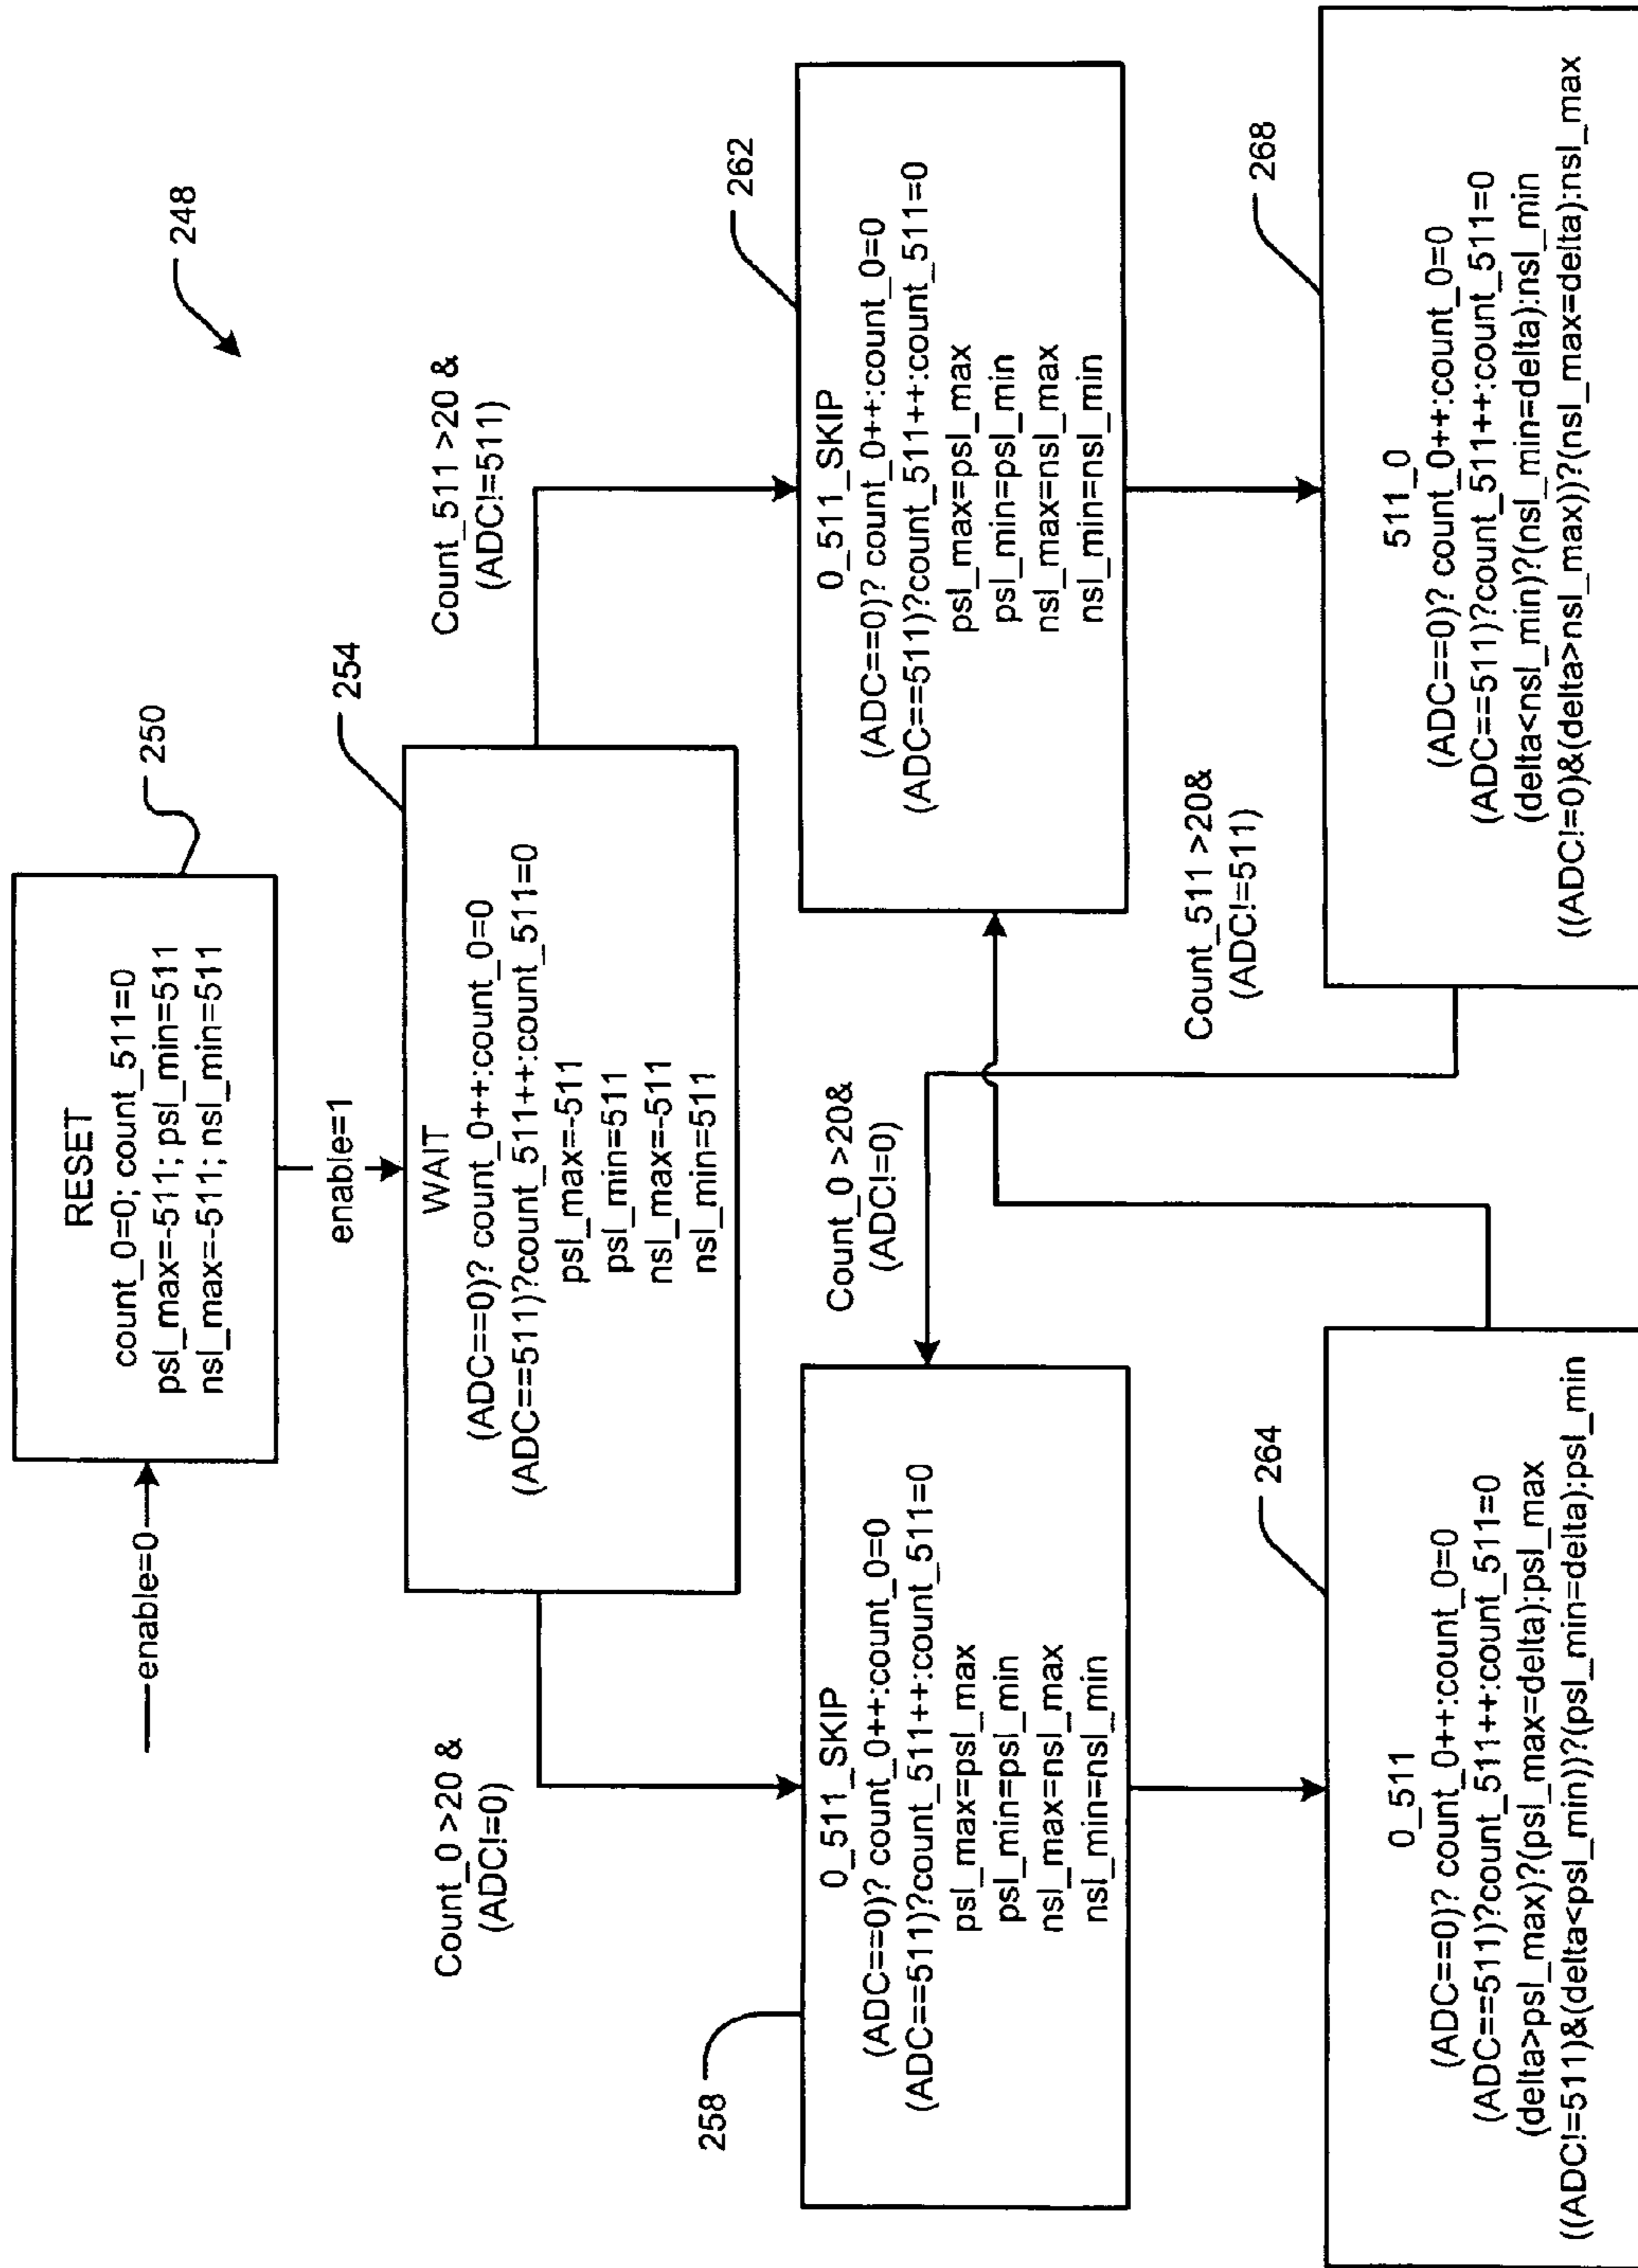 248
enable=0
RESET
count_0=0; count_511=0
psl_max=-511; psl_min=511
nsl_max=-511; nsl_min=511
250
enable=1
254
WAIT
(ADC==0)? count_0++:count_0=0
(ADC==511)?count_511++:count_511=0
psl_max=-511
psl_min=511
nsl_max=-511
nsl_min=511
Count_0 >20 &
(ADC!=0)
Count_511 >20 &
(ADC!=511)
258
0_511_SKIP
(ADC==0)? count_0++:count_0=0
(ADC==511)?count_511++:count_511=0
psl_max=psl_max
psl_min=psl_min
nsl_max=nsl_max
nsl_min=nsl_min
262
0_511_SKIP
(ADC==0)? count_0++:count_0=0
(ADC==511)?count_511++:count_511=0
psl_max=psl_max
psl_min=psl_min
nsl_max=nsl_max
nsl_min=nsl_min
Count_0 >20&
(ADC!=0)
Count_511 >20&
(ADC!=511)
264
0_511
(ADC==0)? count_0++:count_0=0
(ADC==511)?count_511++:count_511=0
(delta>psl_max)?(psl_max=delta):psl_max
((ADC!=511)&(delta<psl_min))?(psl_min=delta):psl_min
268
511_0
(ADC==0)? count_0++:count_0=0
(ADC==511)?count_511++:count_511=0
(delta<nsl_min)?(nsl_min=delta):nsl_min
((ADC!=0)&(delta>nsl_max))?(nsl_max=delta):nsl_max